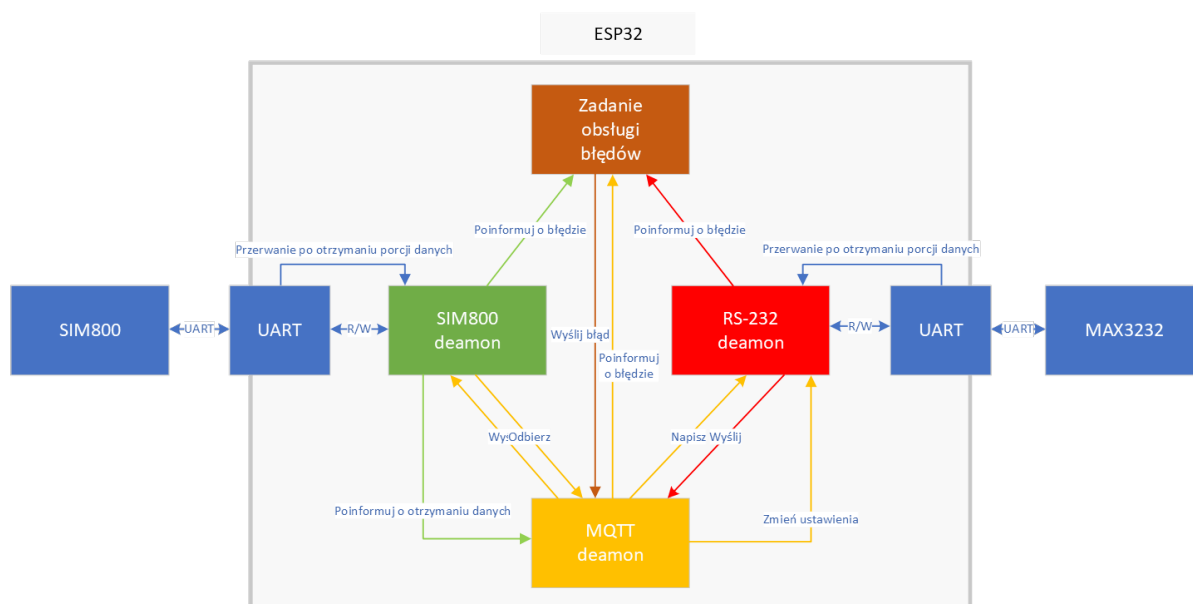 ESP32
Zadanie
obsługi
błędów
Poinformuj o błędzie
Poinformuj o błędzie
Przerwanie po otrzymaniu porcji danych
Przerwanie po otrzymaniu porcji danych
SIM800
UART
UART
R/W
SIM800
deamon
Wyślij błąd
Poinformuj
o błędzie
RS-232
deamon
R/W
UART
UART
MAX3232
Odbierz
Napisz
Wyślij
Poinformuj o otrzymaniu danych
MQTT
deamon
Zmień ustawienia